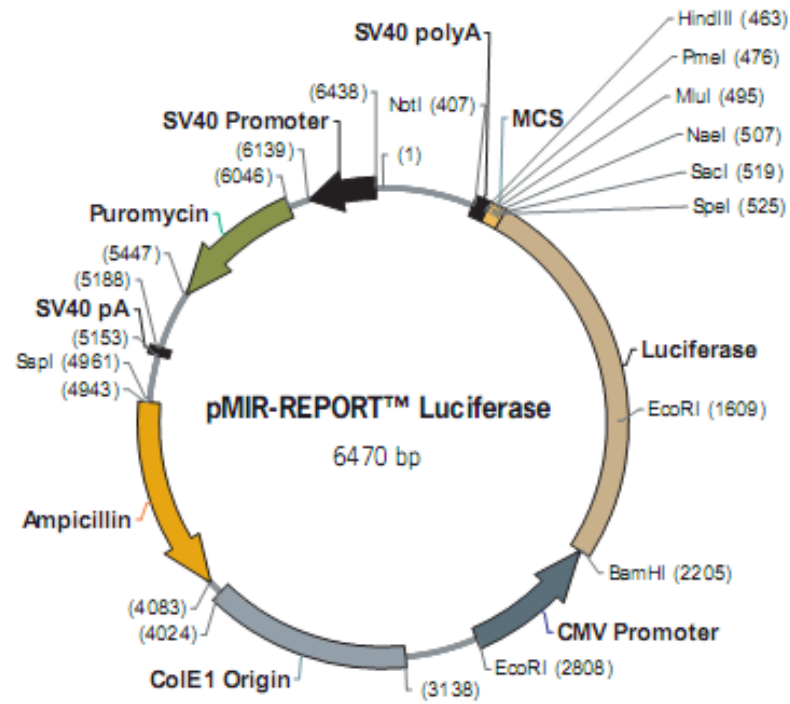 HindIII (463)
SV40 polyA
PmeI (476)
(6438)
NotI (407)
MluI (495)
SV40 Promoter
MCS
NaeI (507)
(6139)
(1)
SacI (519)
(6046)
SpeI (525)
Puromycin
(5447)
(5188)
SV40 pA
(5153)
SspI (4961)
(4943)
Luciferase
pMIR-REPORT™ Luciferase
EcoRI (1609)
6470 bp
Ampicillin
BamHI (2205)
(4083)
(4024)
CMV Promoter
ColE1 Origin
EcoRI (2808)
(3138)